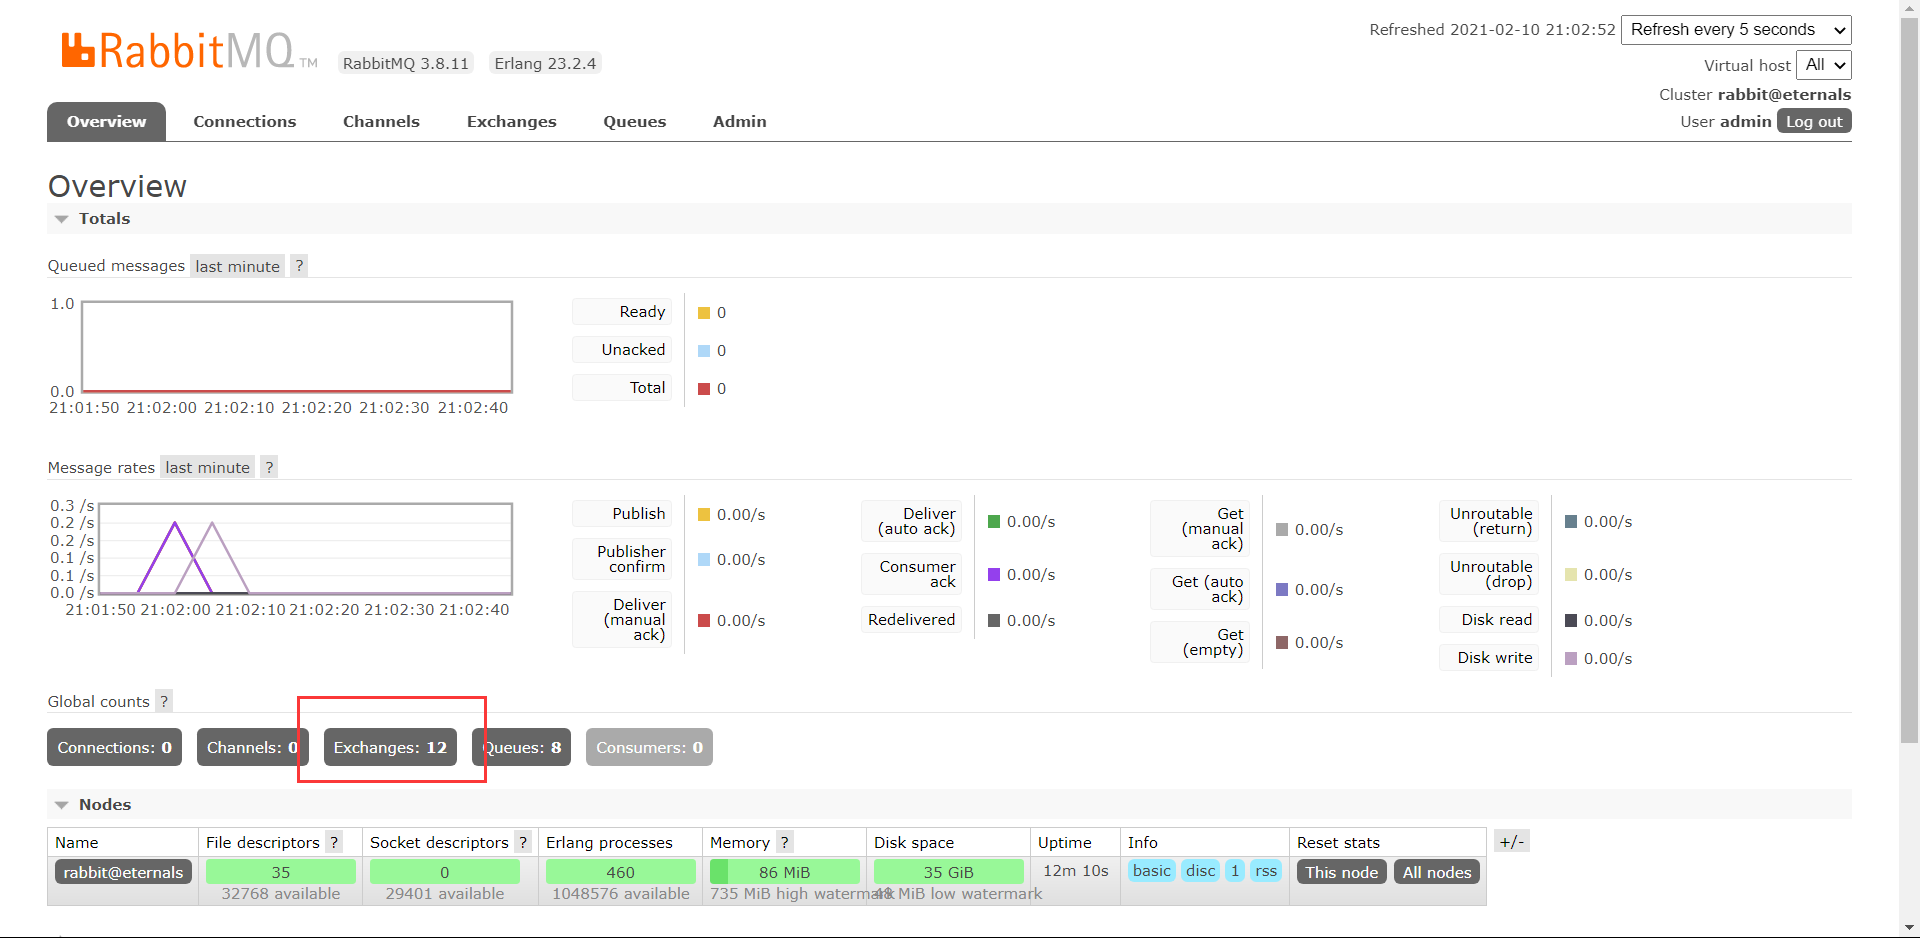 RabbitMQ TM RabbitMQ 3.8.11 Erlang 23.2.4
Refreshed 2021-02-10 21:02:52 Refresh every 5 seconds
Virtual host All
Cluster rabbit@eternals
User admin Log out
Overview Connections Channels Exchanges Queues Admin
Overview
Totals
Queued messages last minute ?
1.0
0.0
21:01:50 21:02:00 21:02:10 21:02:20 21:02:30 21:02:40
Ready 0
Unacked 0
Total 0
Message rates last minute ?
0.3 /s
0.2 /s
0.2 /s
0.1 /s
0.1 /s
0.0 /s
21:01:50 21:02:00 21:02:10 21:02:20 21:02:30 21:02:40
Publish 0.00/s
Publisher
confirm 0.00/s
Deliver
(manual
ack) 0.00/s
Deliver
(auto ack) 0.00/s
Consumer
ack 0.00/s
Redelivered 0.00/s
Get
(manual
ack) 0.00/s
Get (auto
ack) 0.00/s
Get
(empty) 0.00/s
Unroutable
(return) 0.00/s
Unroutable
(drop) 0.00/s
Disk read 0.00/s
Disk write 0.00/s
Global counts ?
Connections: 0 Channels: 0 Exchanges: 12 Queues: 8 Consumers: 0
Nodes
Name File descriptors ? Socket descriptors ? Erlang processes Memory ? Disk space Uptime Info Reset stats +/-
rabbit@eternals 35 0 460 86 MiB 35 GiB 12m 10s basic disc 1 rss This node All nodes
32768 available 29401 available 1048576 available 735 MiB high watermark 48 MiB low watermark